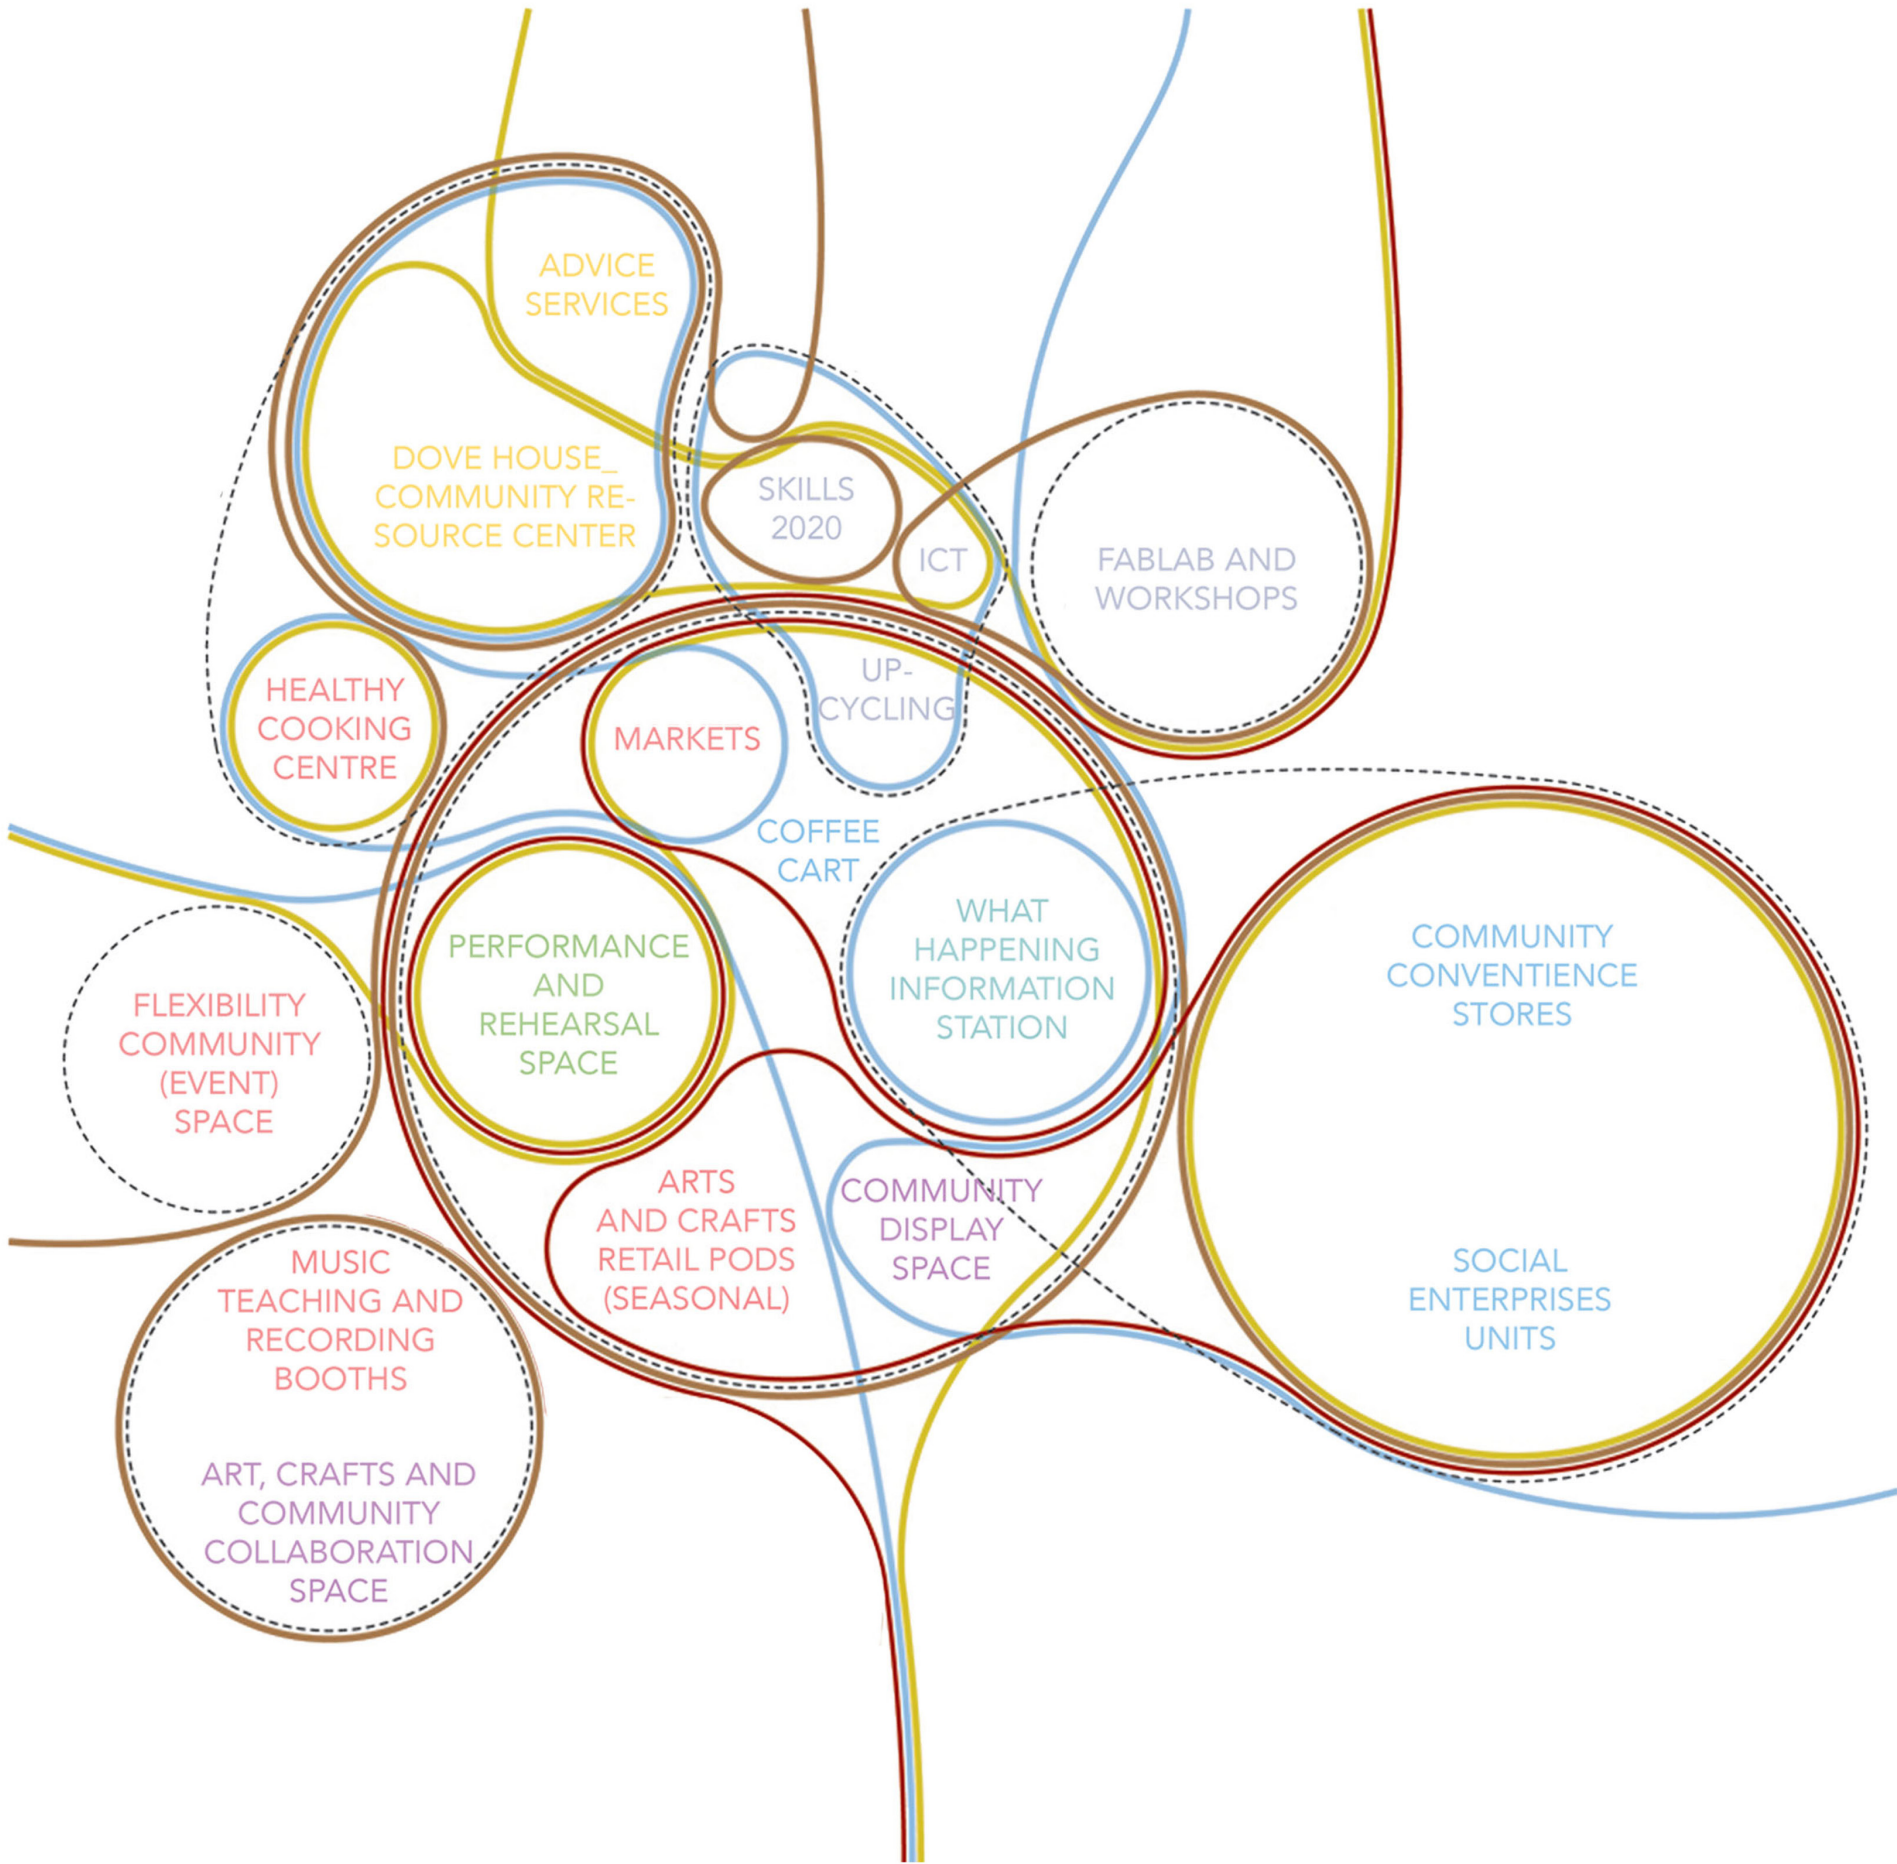 ADVICE
SERVICES
DOVE HOUSE_
COMMUNITY RE-
SOURCE CENTER
SKILLS
2020
ICT
FABLAB AND
WORKSHOPS
HEALTHY
COOKING
CENTRE
MARKETS
UP-
CYCLING
COFFEE
CART
PERFORMANCE
AND
REHEARSAL
SPACE
WHAT
HAPPENING
INFORMATION
STATION
COMMUNITY
CONVENTIENCE
STORES
FLEXIBILITY
COMMUNITY
(EVENT)
SPACE
ARTS
AND CRAFTS
RETAIL PODS
(SEASONAL)
COMMUNITY
DISPLAY
SPACE
SOCIAL
ENTERPRISES
UNITS
MUSIC
TEACHING AND
RECORDING
BOOTHS
ART, CRAFTS AND
COMMUNITY
COLLABORATION
SPACE